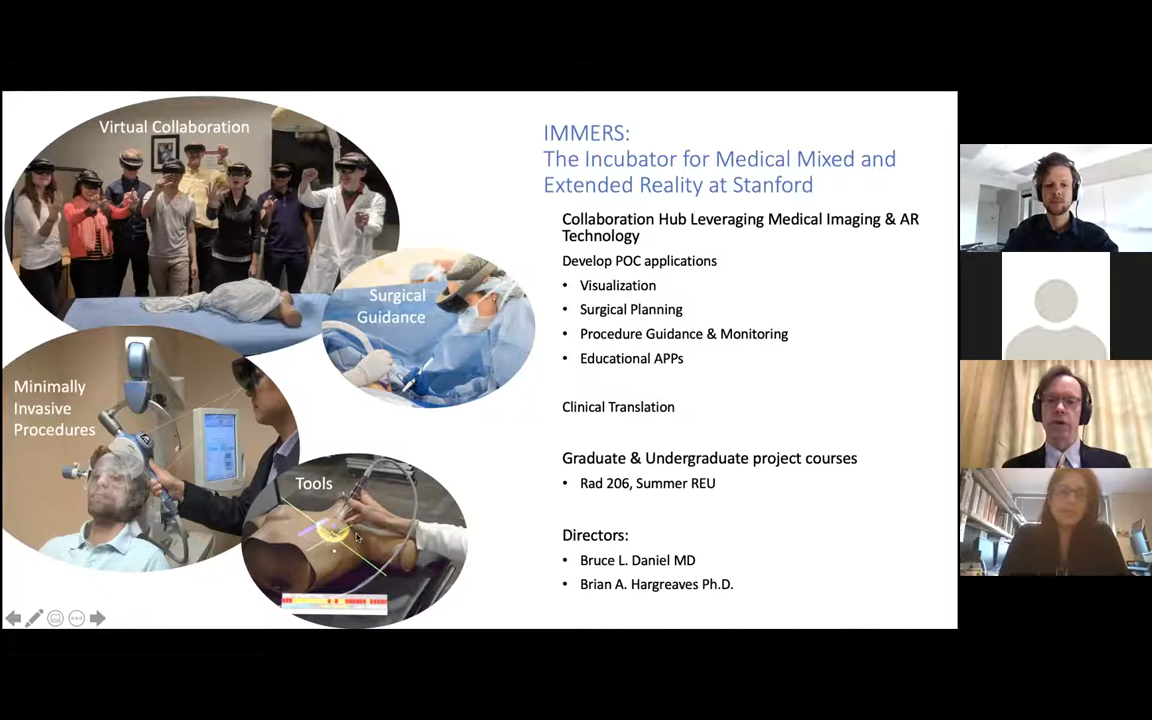 Virtual Collaboration
Surgical
Guidance
Minimally
Invasive
Procedures
Tools
IMMERS:
The Incubator for Medical Mixed and
Extended Reality at Stanford
Collaboration Hub Leveraging Medical Imaging & AR
Technology
Develop POC applications
• Visualization
• Surgical Planning
• Procedure Guidance & Monitoring
• Educational APPs
Clinical Translation
Graduate & Undergraduate project courses
• Rad 206, Summer REU
Directors:
• Bruce L. Daniel MD
• Brian A. Hargreaves Ph.D.